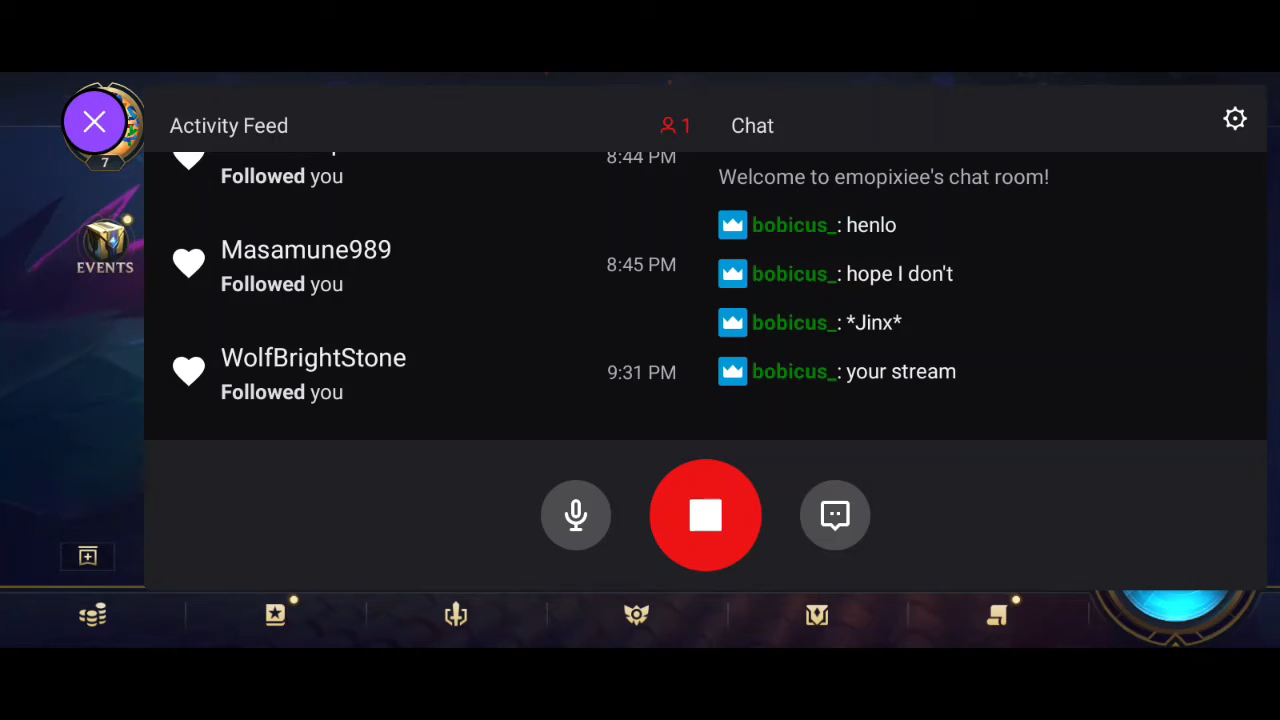 Activity Feed
1
Chat
8:44 PM
Followed you
Masamune989
Followed you
8:45 PM
WolfBrightStone
Followed you
9:31 PM
Welcome to emopixiee's chat room!
bobicus_: henlo
bobicus_: hope I don't
bobicus_: *Jinx*
bobicus_: your stream
7
EVENTS